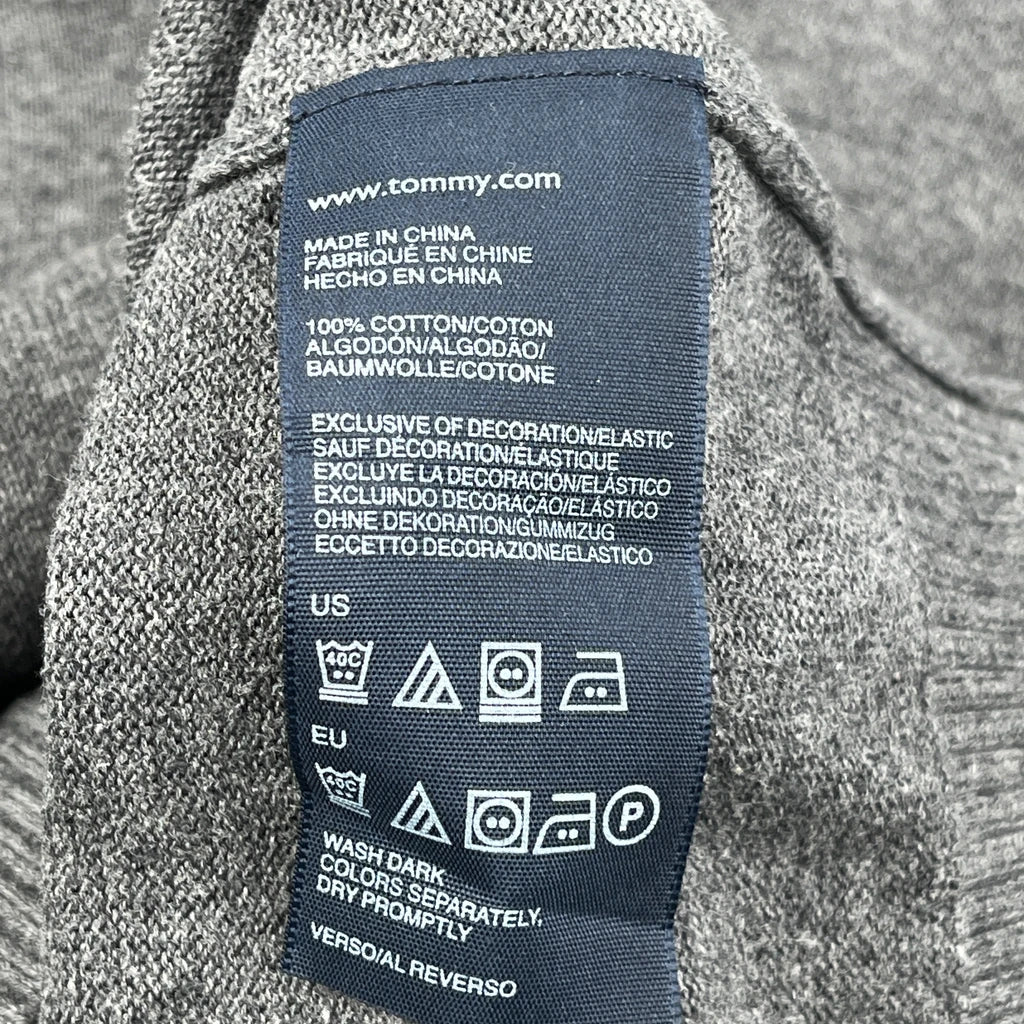 www.tommy.com
MADE IN CHINA
FABRIQUÉ EN CHINE
HECHO EN CHINA
100% COTTON/COTON
ALGODÓN/ALGODÃO/
BAUMWOLLE/COTONE
EXCLUSIVE OF DECORATION/ELASTIC
SAUF DÉCORATION/ELASTIQUE
EXCLUYE LA DECORACIÓN/ELÁSTICO
EXCLUINDO DECORAÇÃO/ELÁSTICO
OHNE DEKORATION/GUMMIZUG
ECCETTO DECORAZIONE/ELASTICO
US
40C
EU
40C
P
WASH DARK
COLORS SEPARATELY,
DRY PROMPTLY
VERSO/AL REVERSO